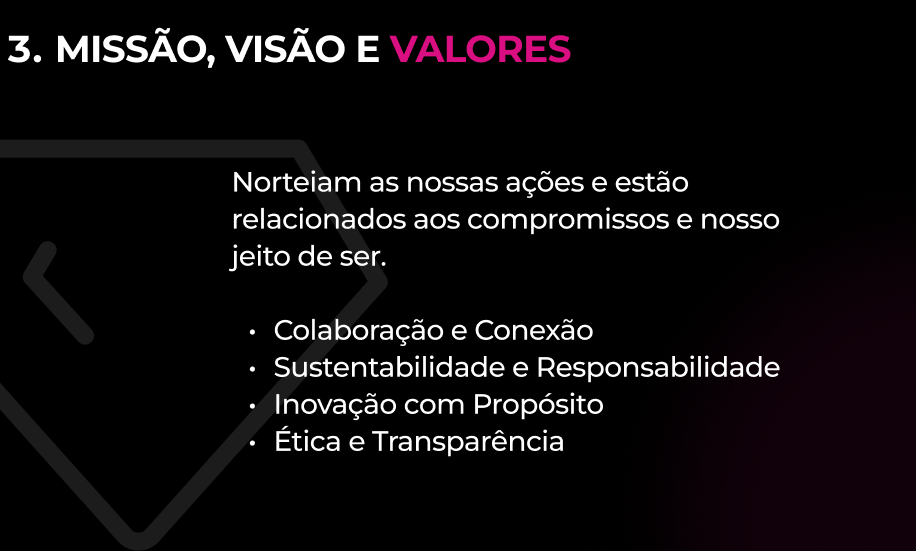 3. MISSÃO, VISÃO E VALORES
Norteiam as nossas ações e estão
relacionados aos compromissos e nosso
jeito de ser.
• Colaboração e Conexão
• Sustentabilidade e Responsabilidade
• Inovação com Propósito
• Ética e Transparência